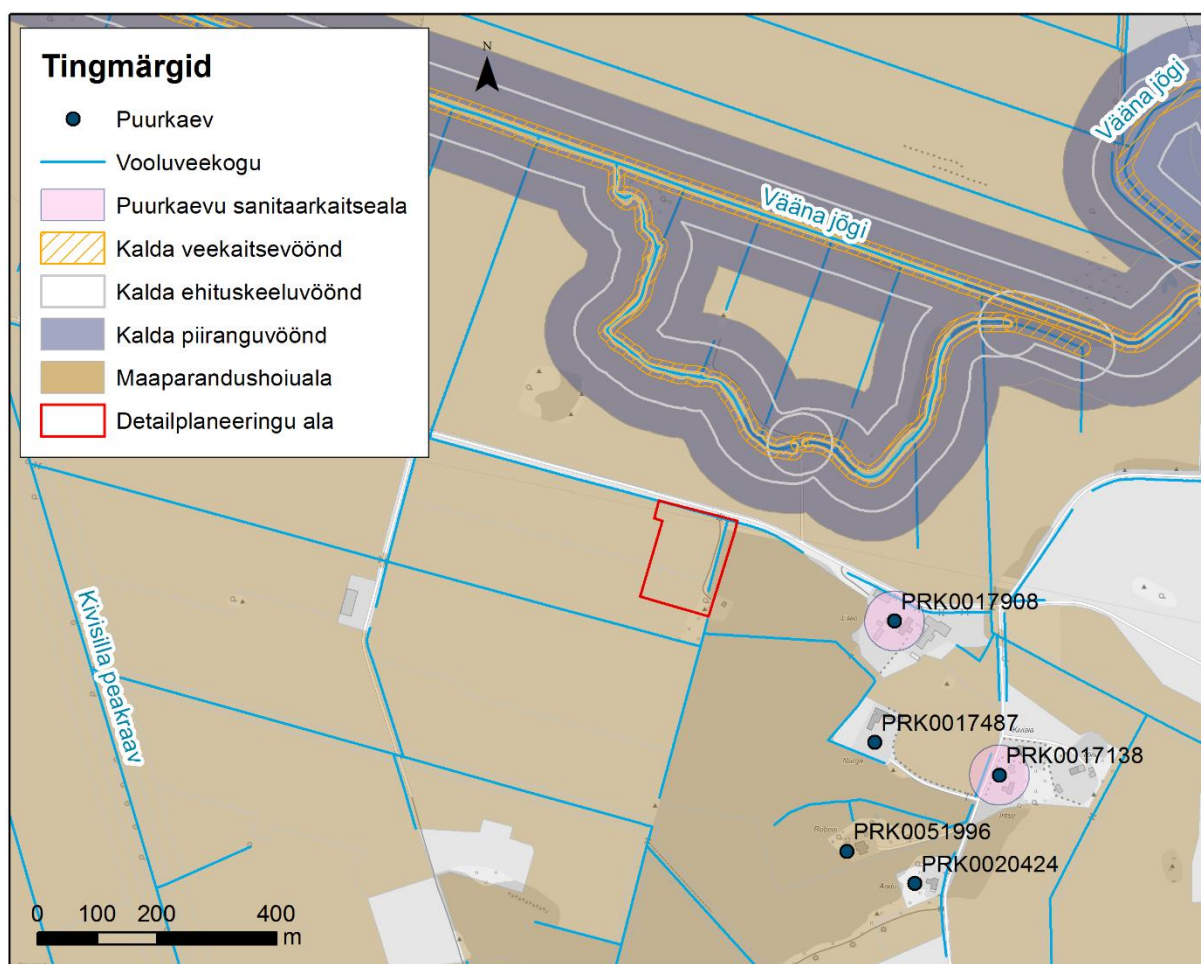 Tingmärgid
Puurkaev
Vooluveekogu
Puurkaevu sanitaarkaitseala
Kalda veekaitsevöönd
Kalda ehituskeeluvöönd
Kalda piiranguvöönd
Maaparandushoiuala
Detailplaneeringu ala
N
Vääna jõgi
Vääna jõgi
Kivisilla peakraav
PRK0017908
PRK0017487
PRK0017138
PRK0051996
PRK0020424
0 100 200 400
m